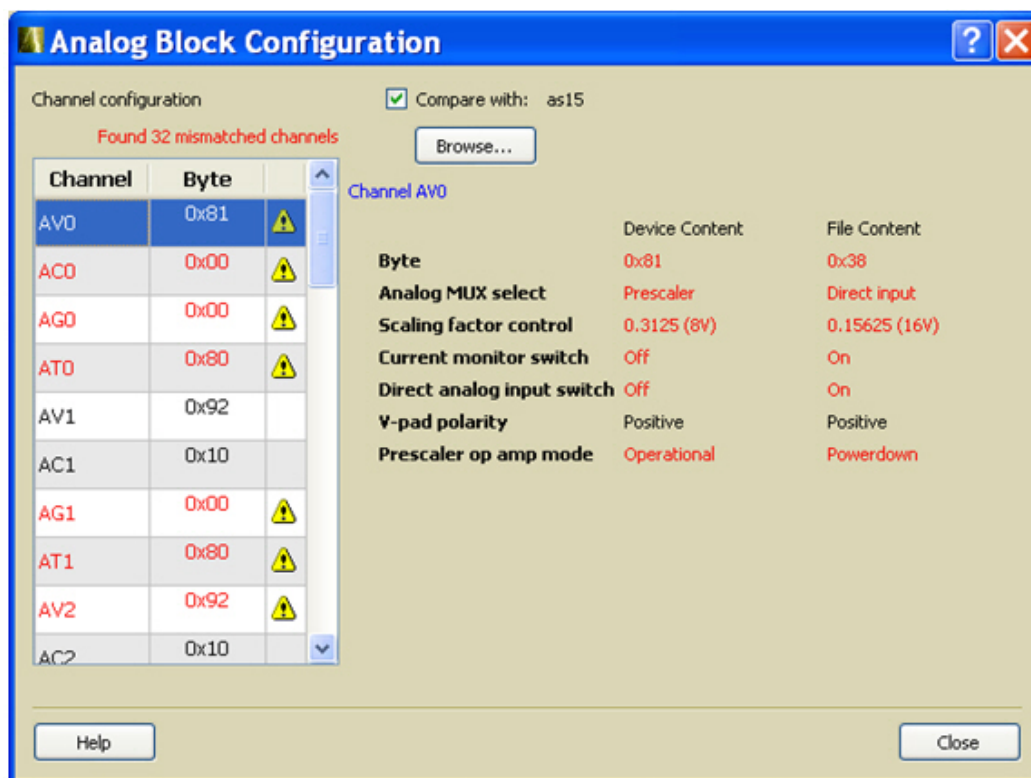 Analog Block Configuration
Channel configuration
Compare with: as15
Found 32 mismatched channels
Browse...
Channel Byte
AV0 0x81
AC0 0x00
AG0 0x00
AT0 0x80
AV1 0x92
AC1 0x10
AG1 0x00
AT1 0x80
AV2 0x92
AC2 0x10
Channel AV0
Device Content File Content
Byte 0x81 0x38
Analog MUX select Prescaler Direct input
Scaling factor control 0.3125 (8V) 0.15625 (16V)
Current monitor switch Off On
Direct analog input switch Off On
V-pad polarity Positive Positive
Prescaler op amp mode Operational Powerdown
Help
Close